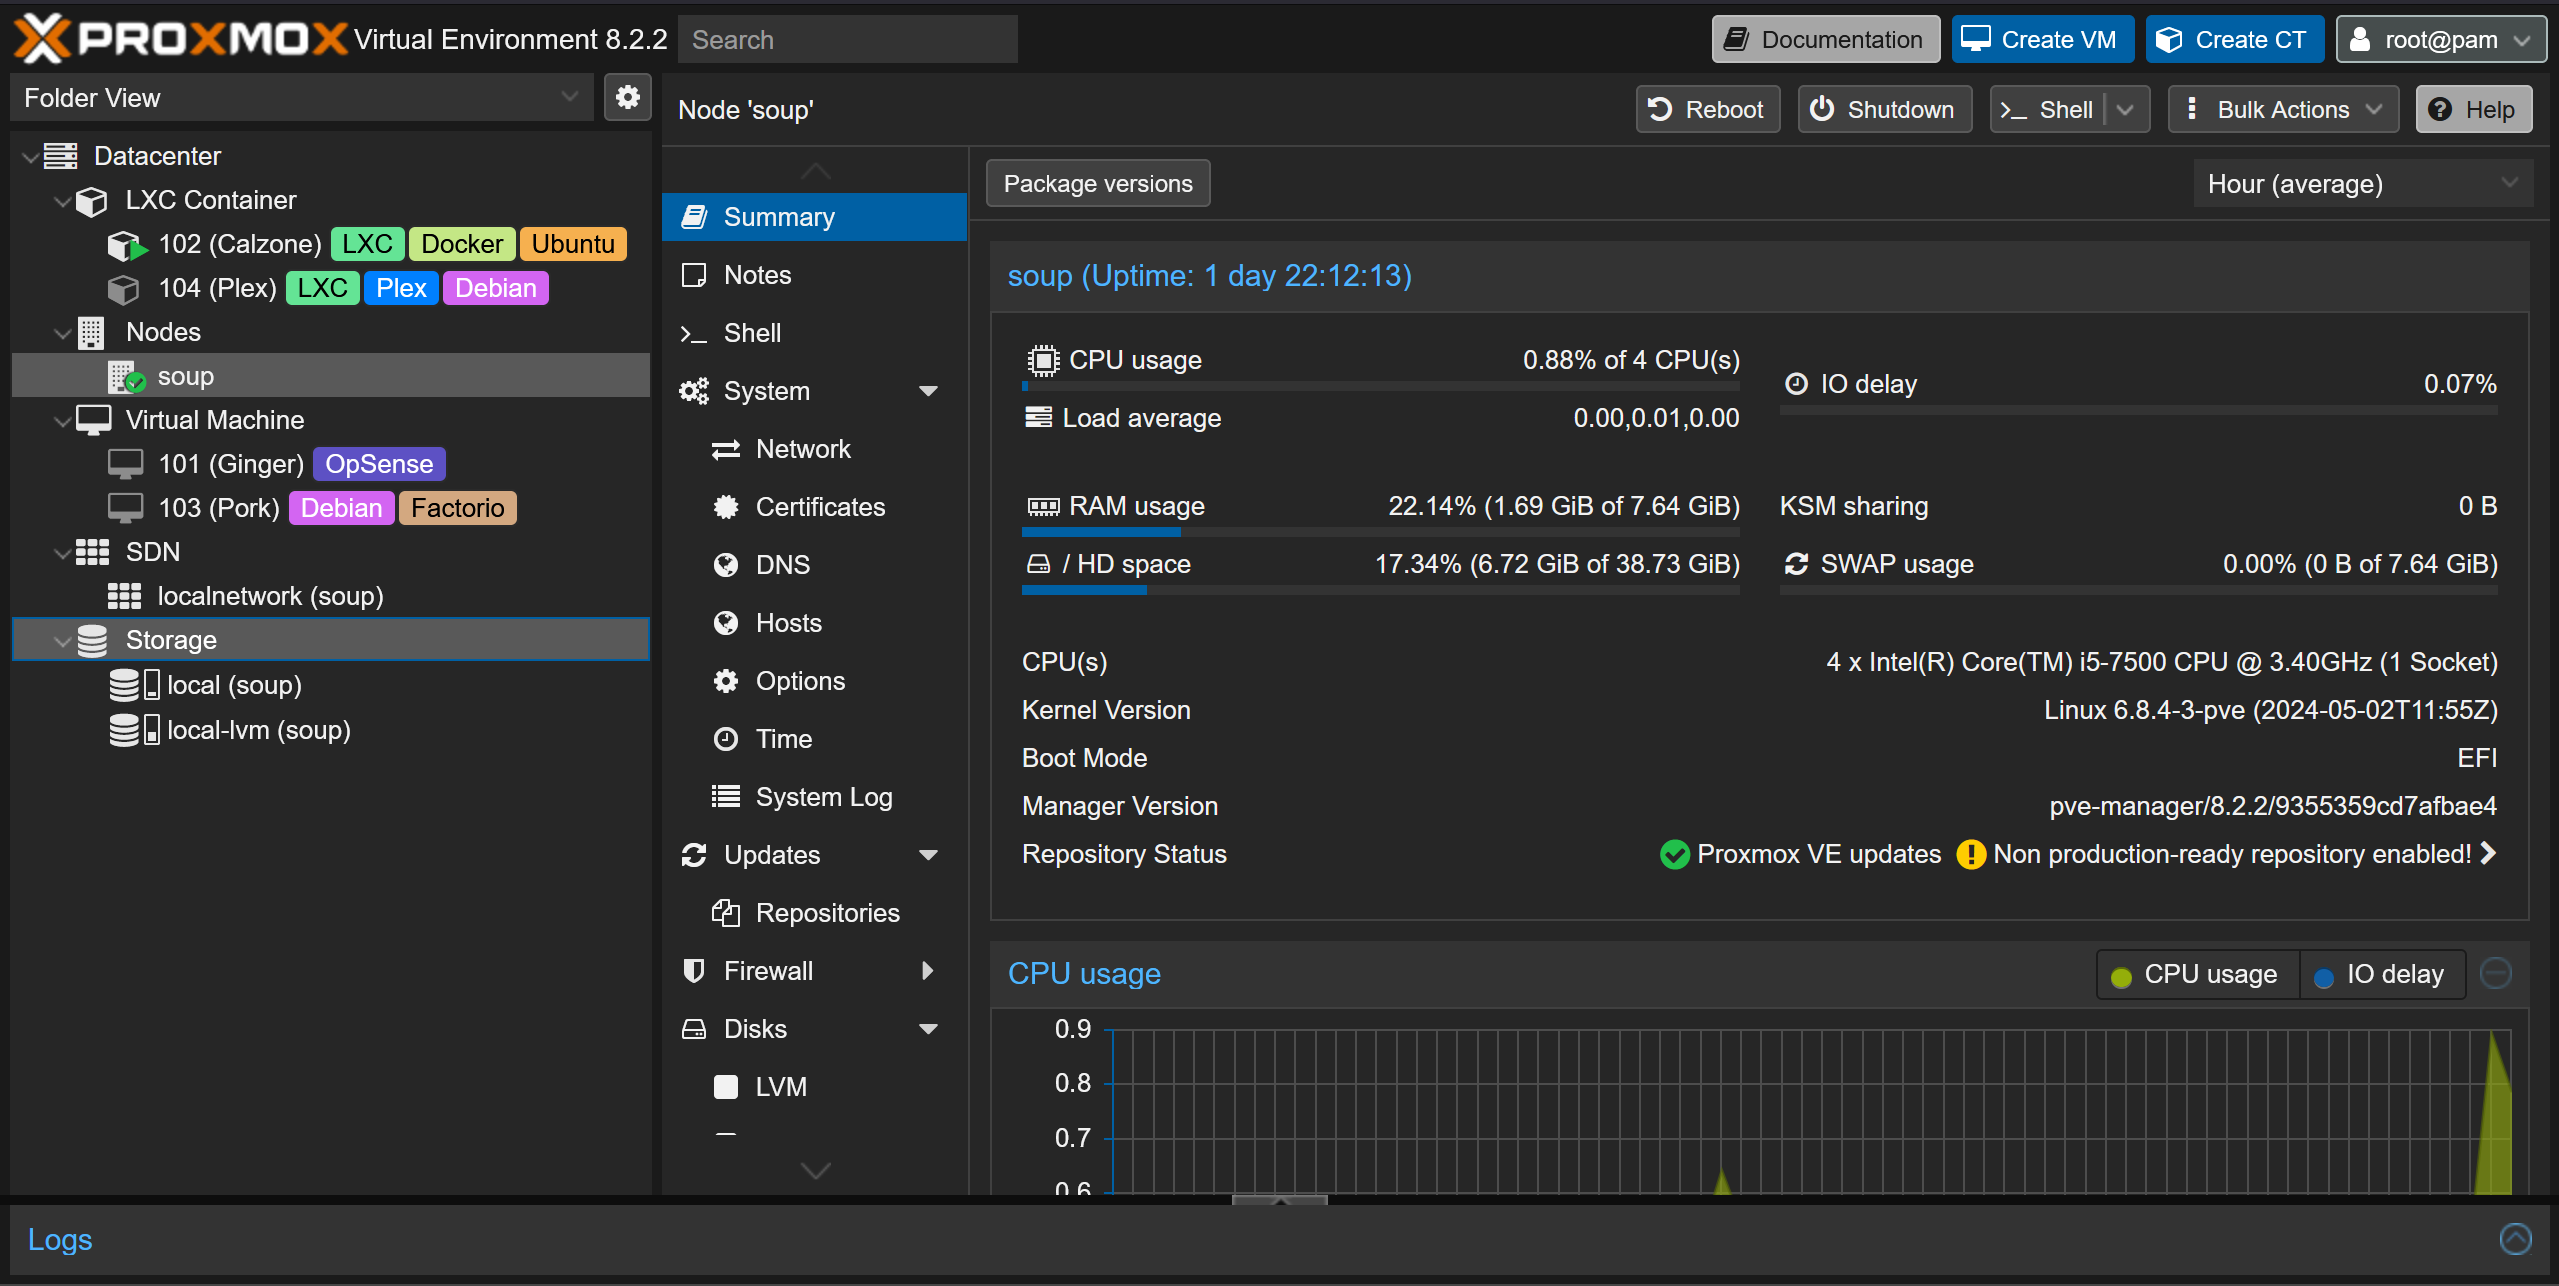 PROXMOX Virtual Environment 8.2.2 Search Documentation Create VM Create CT root@pam
Folder View
Datacenter
LXC Container
102 (Calzone) LXC Docker Ubuntu
104 (Plex) LXC Plex Debian
Nodes
soup
Virtual Machine
101 (Ginger) OpSense
103 (Pork) Debian Factorio
SDN
localnetwork (soup)
Storage
local (soup)
local-lvm (soup)
Node 'soup' Reboot Shutdown Shell Bulk Actions Help
Summary
Notes
Shell
System
Network
Certificates
DNS
Hosts
Options
Time
System Log
Updates
Repositories
Firewall
Disks
LVM
Package versions Hour (average)
soup (Uptime: 1 day 22:12:13)
CPU usage 0.88% of 4 CPU(s)
IO delay 0.07%
Load average 0.00,0.01,0.00
RAM usage 22.14% (1.69 GiB of 7.64 GiB) KSM sharing 0 B
/ HD space 17.34% (6.72 GiB of 38.73 GiB) SWAP usage 0.00% (0 B of 7.64 GiB)
CPU(s) 4 x Intel(R) Core(TM) i5-7500 CPU @ 3.40GHz (1 Socket)
Kernel Version Linux 6.8.4-3-pve (2024-05-02T11:55Z)
Boot Mode EFI
Manager Version pve-manager/8.2.2/9355359cd7afbae4
Repository Status Proxmox VE updates Non production-ready repository enabled!
CPU usage CPU usage IO delay
0.9
0.8
0.7
0.6
Logs